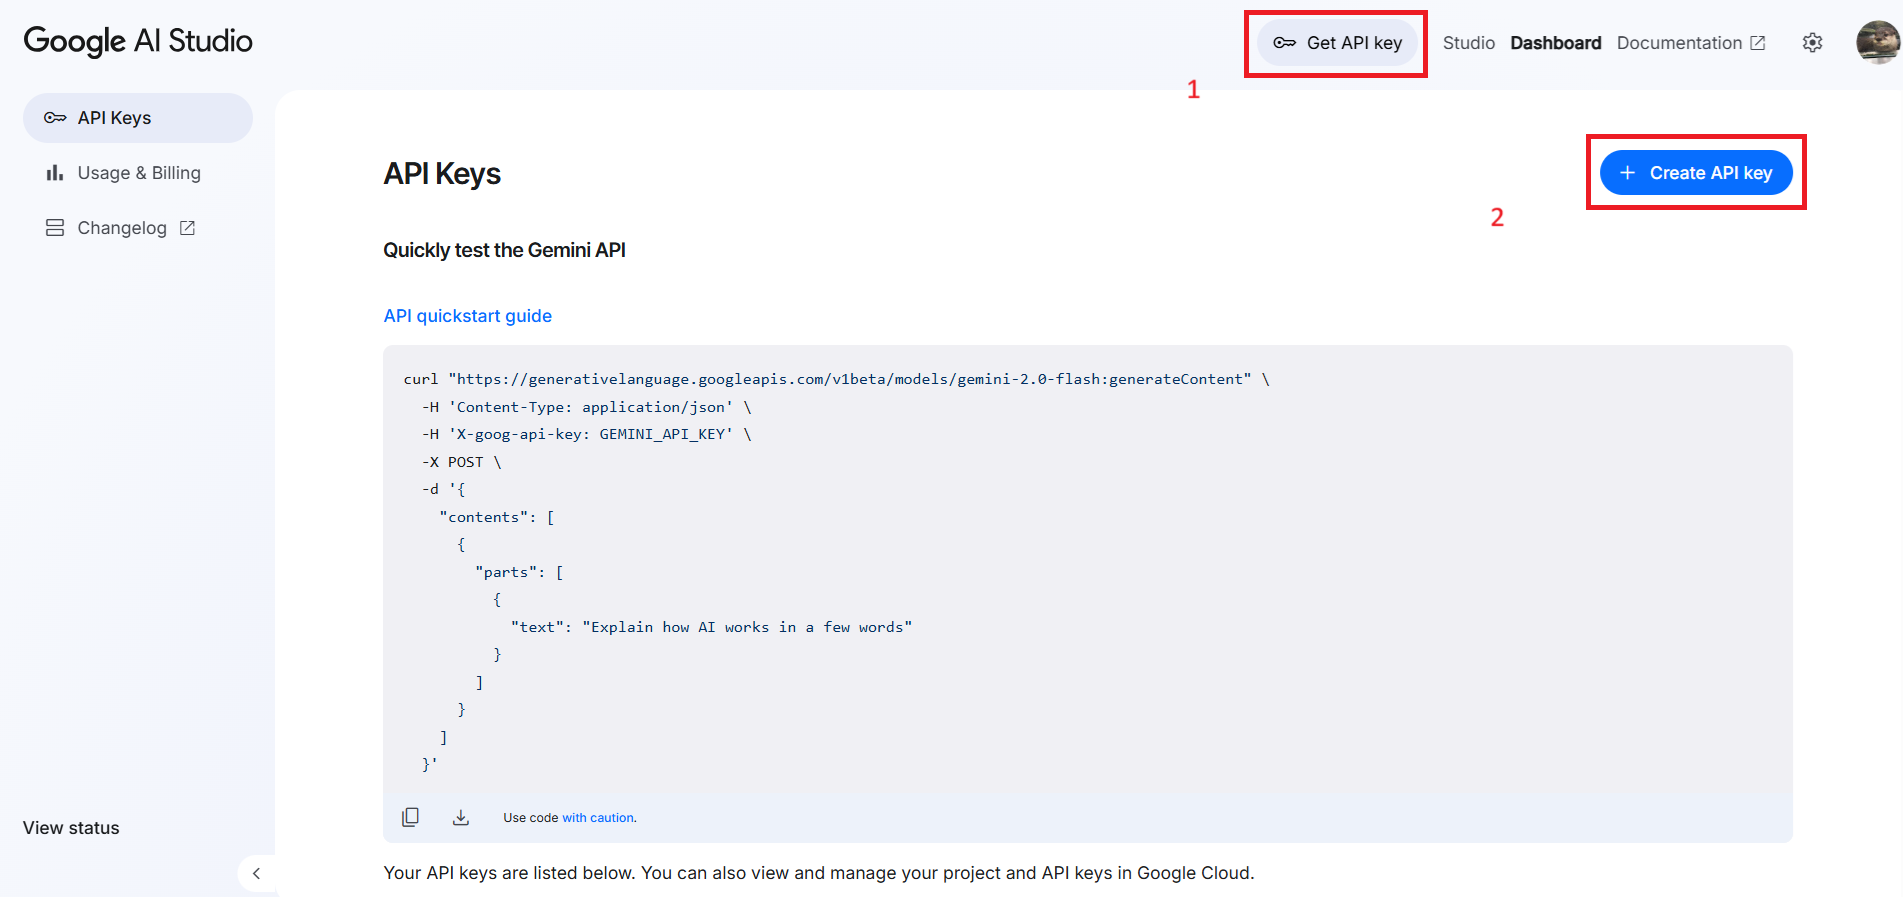 Google AI Studio
Get API key
Studio
Dashboard
Documentation
1
API Keys
Usage & Billing
Changelog
API Keys
Create API key
2
Quickly test the Gemini API
API quickstart guide
curl "https://generativelanguage.googleapis.com/v1beta/models/gemini-2.0-flash:generateContent" \
  -H 'Content-Type: application/json' \
  -H 'X-goog-api-key: GEMINI_API_KEY' \
  -X POST \
  -d '{
    "contents": [
      {
        "parts": [
          {
            "text": "Explain how AI works in a few words"
          }
        ]
      }
    ]
  }'
Use code with caution.
View status
Your API keys are listed below. You can also view and manage your project and API keys in Google Cloud.